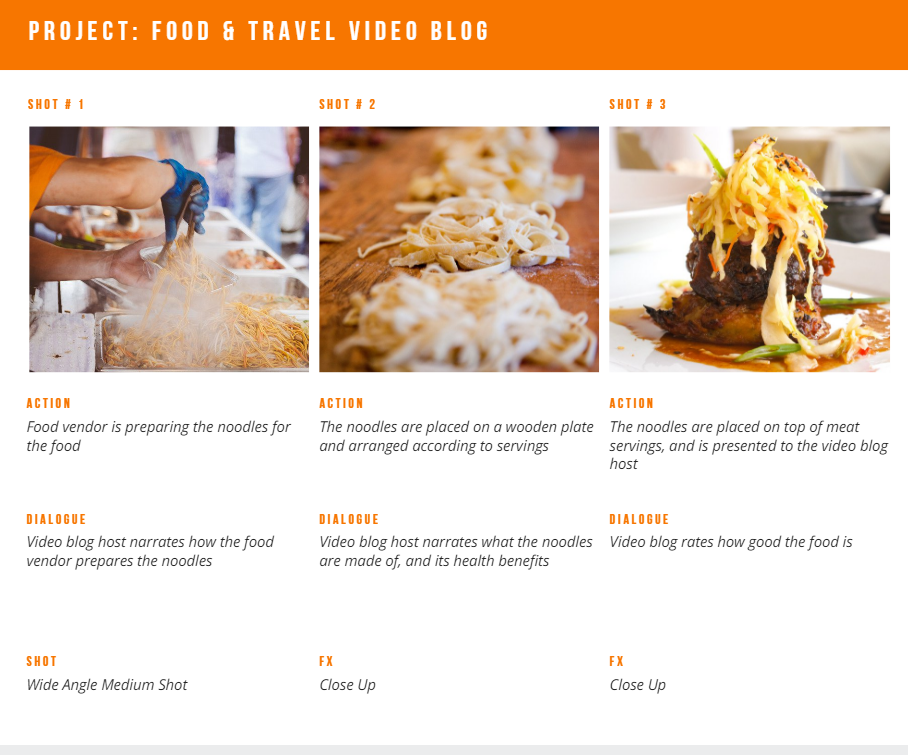 PROJECT: FOOD & TRAVEL VIDEO BLOG
SHOT # 1
SHOT # 2
SHOT # 3
ACTION
Food vendor is preparing the noodles for
the food
ACTION
The noodles are placed on a wooden plate
and arranged according to servings
ACTION
The noodles are placed on top of meat
servings, and is presented to the video blog
host
DIALOGUE
Video blog host narrates how the food
vendor prepares the noodles
DIALOGUE
Video blog host narrates what the noodles
are made of, and its health benefits
DIALOGUE
Video blog rates how good the food is
SHOT
Wide Angle Medium Shot
FX
Close Up
FX
Close Up